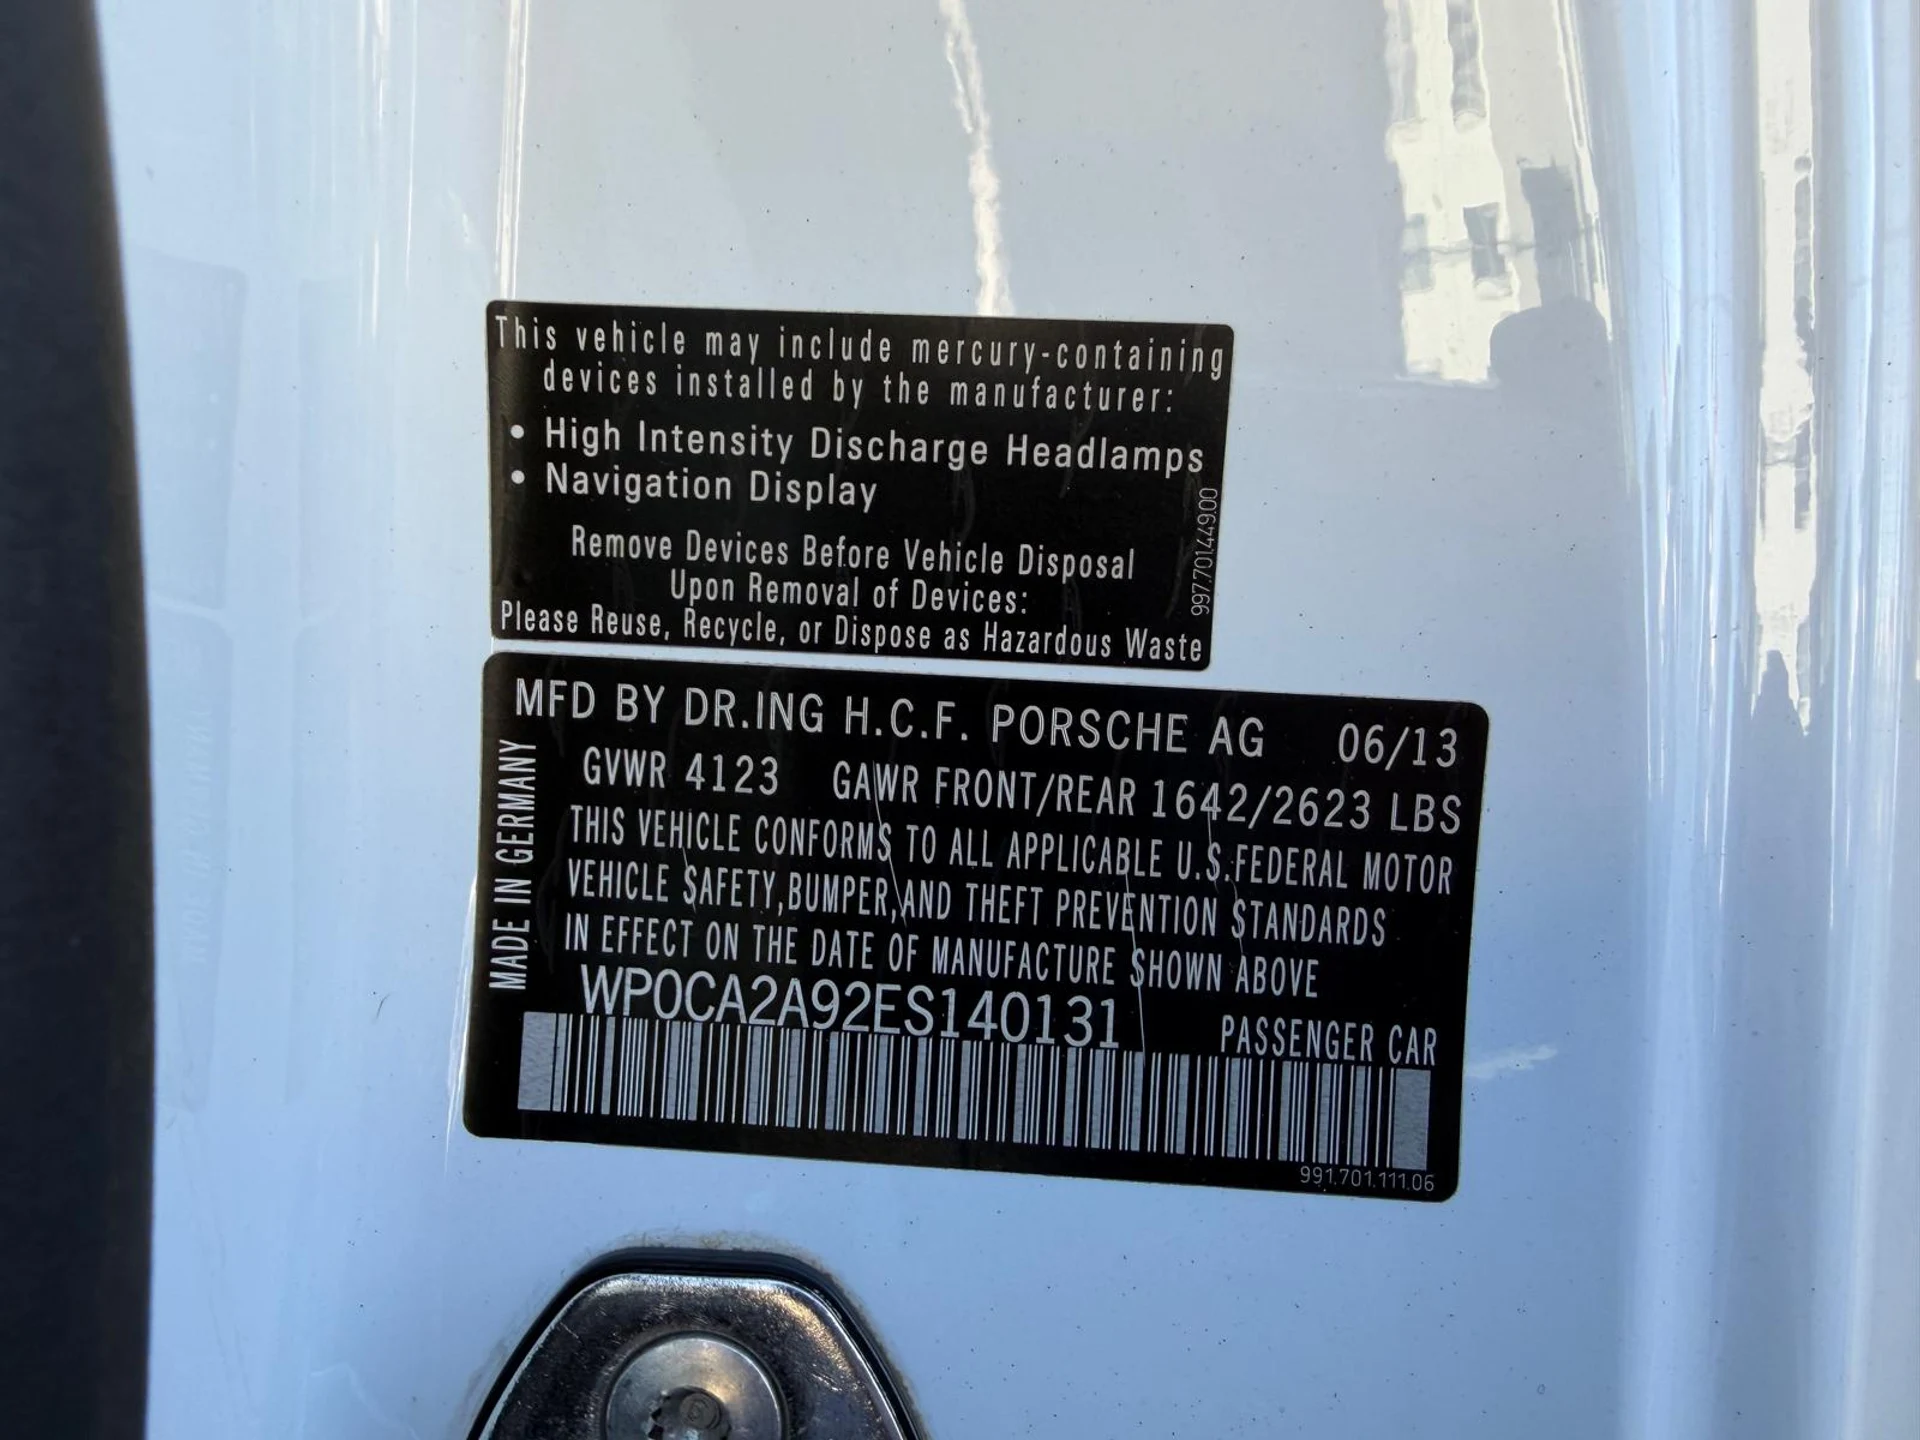 This vehicle may include mercury-containing
devices installed by the manufacturer:
• High Intensity Discharge Headlamps
• Navigation Display
Remove Devices Before Vehicle Disposal
Upon Removal of Devices:
Please Reuse, Recycle, or Dispose as Hazardous Waste
997.701.449.00
MFD BY DR.ING H.C.F. PORSCHE AG 06/13
GVWR 4123 GAWR FRONT/REAR 1642/2623 LBS
THIS VEHICLE CONFORMS TO ALL APPLICABLE U.S.FEDERAL MOTOR
VEHICLE SAFETY,BUMPER,AND THEFT PREVENTION STANDARDS
IN EFFECT ON THE DATE OF MANUFACTURE SHOWN ABOVE
WP0CA2A92ES140131 PASSENGER CAR
MADE IN GERMANY
991.701.111.06